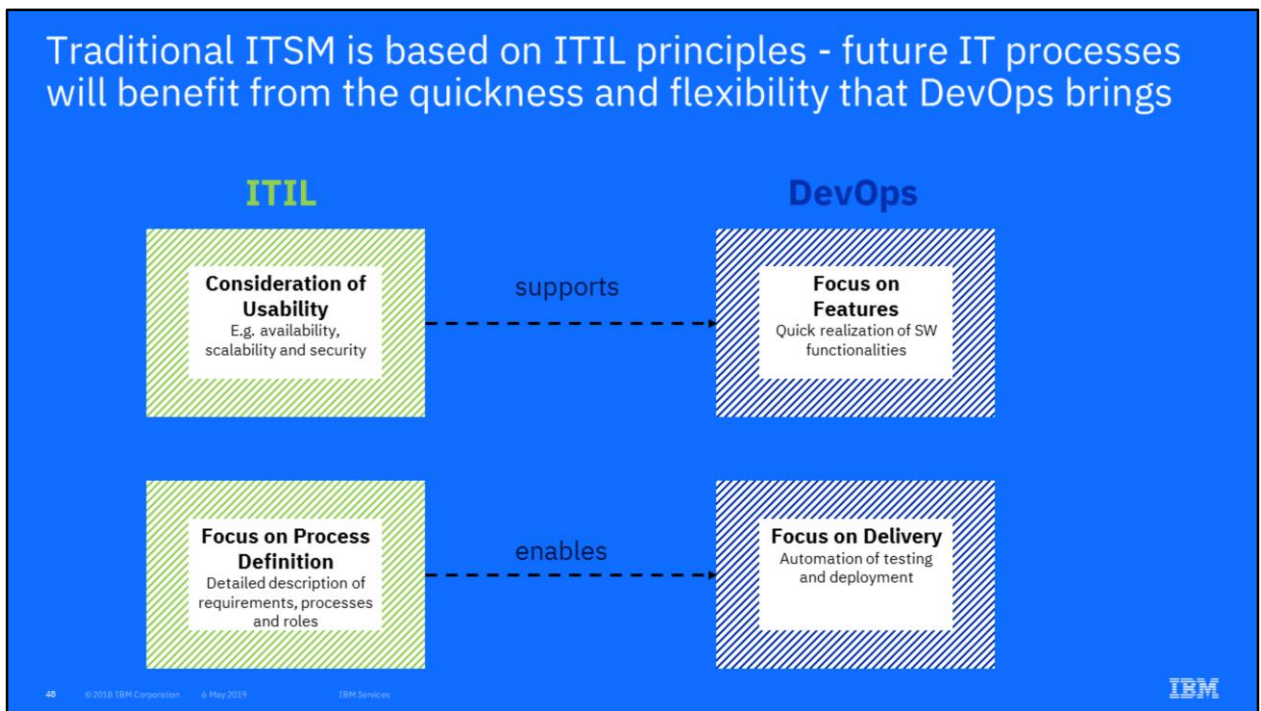 Traditional ITSM is based on ITIL principles - future IT processes
will benefit from the quickness and flexibility that DevOps brings
ITIL
DevOps
Consideration of
Usability
E.g. availability,
scalability and security
supports
Focus on
Features
Quick realization of SW
functionalities
Focus on Process
Definition
Detailed description of
requirements, processes
and roles
enables
Focus on Delivery
Automation of testing
and deployment
48 © 2018 IBM Corporation 6 May 2019 IBM Services
IBM